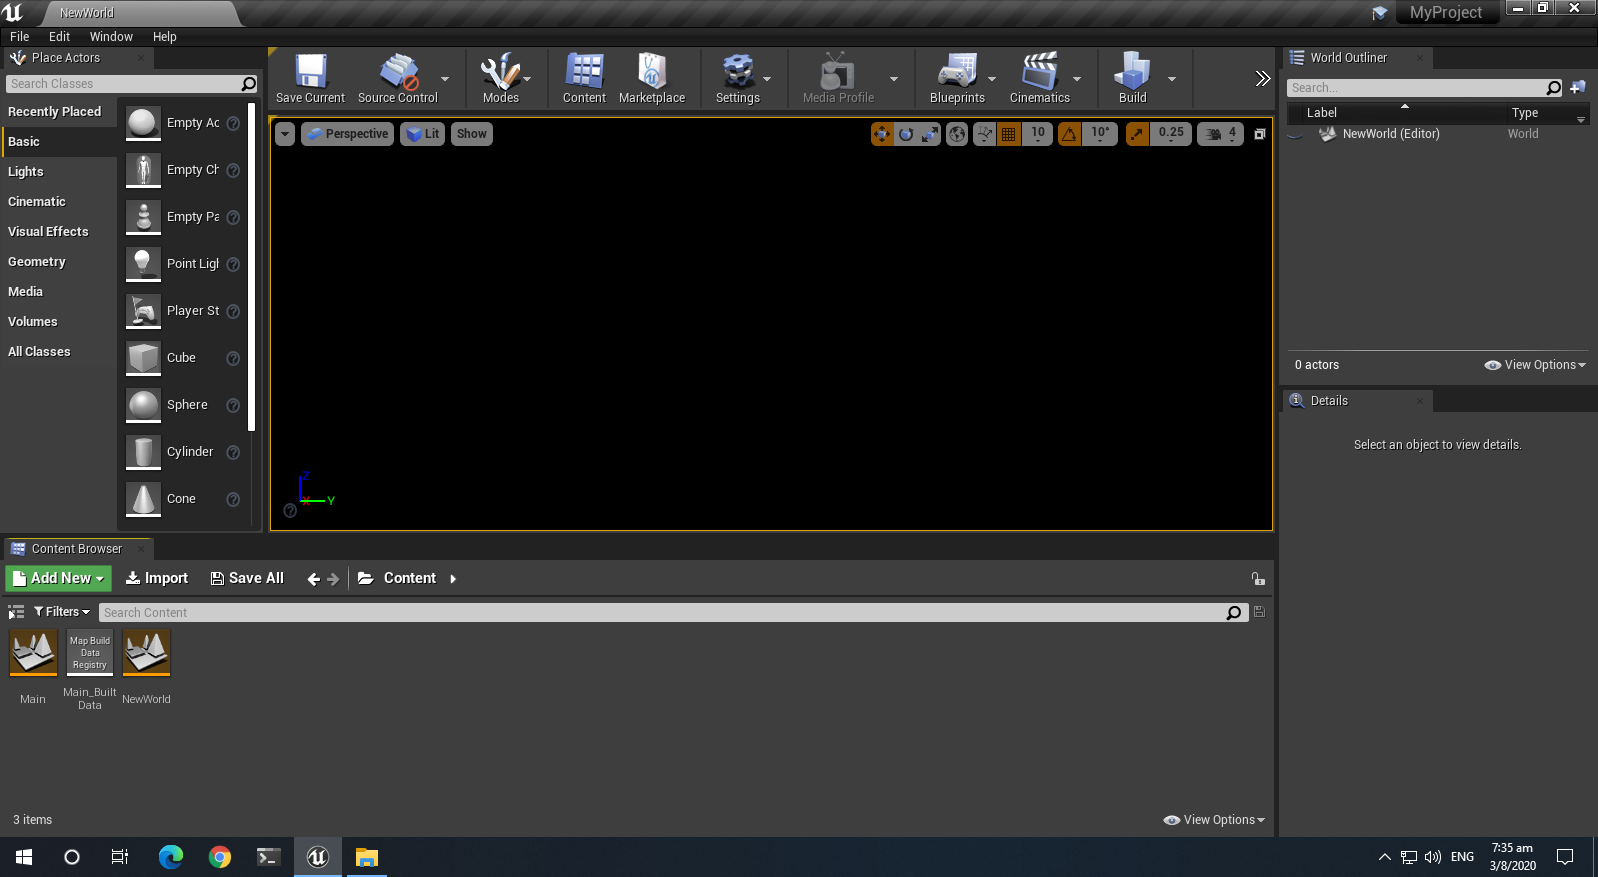 NewWorld
MyProject
File Edit Window Help
Place Actors
Search Classes
Recently Placed
Basic
Lights
Cinematic
Visual Effects
Geometry
Media
Volumes
All Classes
Empty Ac
Empty Ch
Empty Pa
Point Ligh
Player St
Cube
Sphere
Cylinder
Cone
Save Current
Source Control
Modes
Content
Marketplace
Settings
Media Profile
Blueprints
Cinematics
Build
Perspective
Lit
Show
10
10°
0.25
4
Z
X
Y
World Outliner
Search...
Label Type
NewWorld (Editor) World
0 actors
View Options
Details
Select an object to view details.
Content Browser
Add New
Import
Save All
Content
Filters
Search Content
Map Build
Data
Registry
Main
Main_Built
Data
NewWorld
3 items
View Options
ENG
7:35 am
3/8/2020